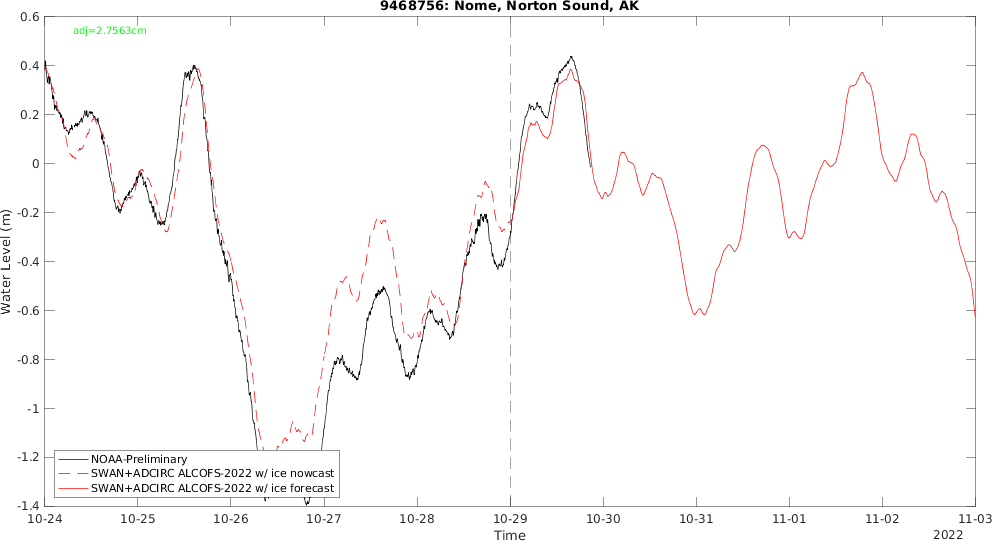 9468756: Nome, Norton Sound, AK
adj=2.7563cm
0.6
0.4
0.2
0
-0.2
-0.4
-0.6
-0.8
-1
-1.2
-1.4
Water Level (m)
NOAA-Preliminary
SWAN+ADCIRC ALCOFS-2022 w/ ice nowcast
SWAN+ADCIRC ALCOFS-2022 w/ ice forecast
10-24 10-25 10-26 10-27 10-28 10-29 10-30 10-31 11-01 11-02 11-03
Time
2022